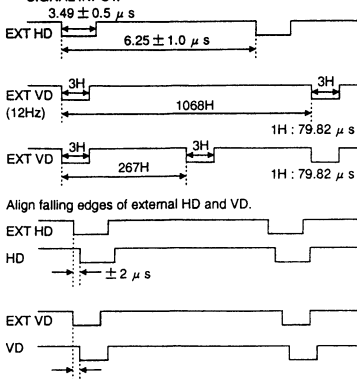 3.49 ± 0.5 μ s
EXT HD
6.25 ± 1.0 μ s
3H
3H
EXT VD
(12Hz)
1068H
1H : 79.82 μ s
3H
3H
EXT VD
267H
1H : 79.82 μ s
Align falling edges of external HD and VD.
EXT HD
HD
± 2 μ s
EXT VD
VD